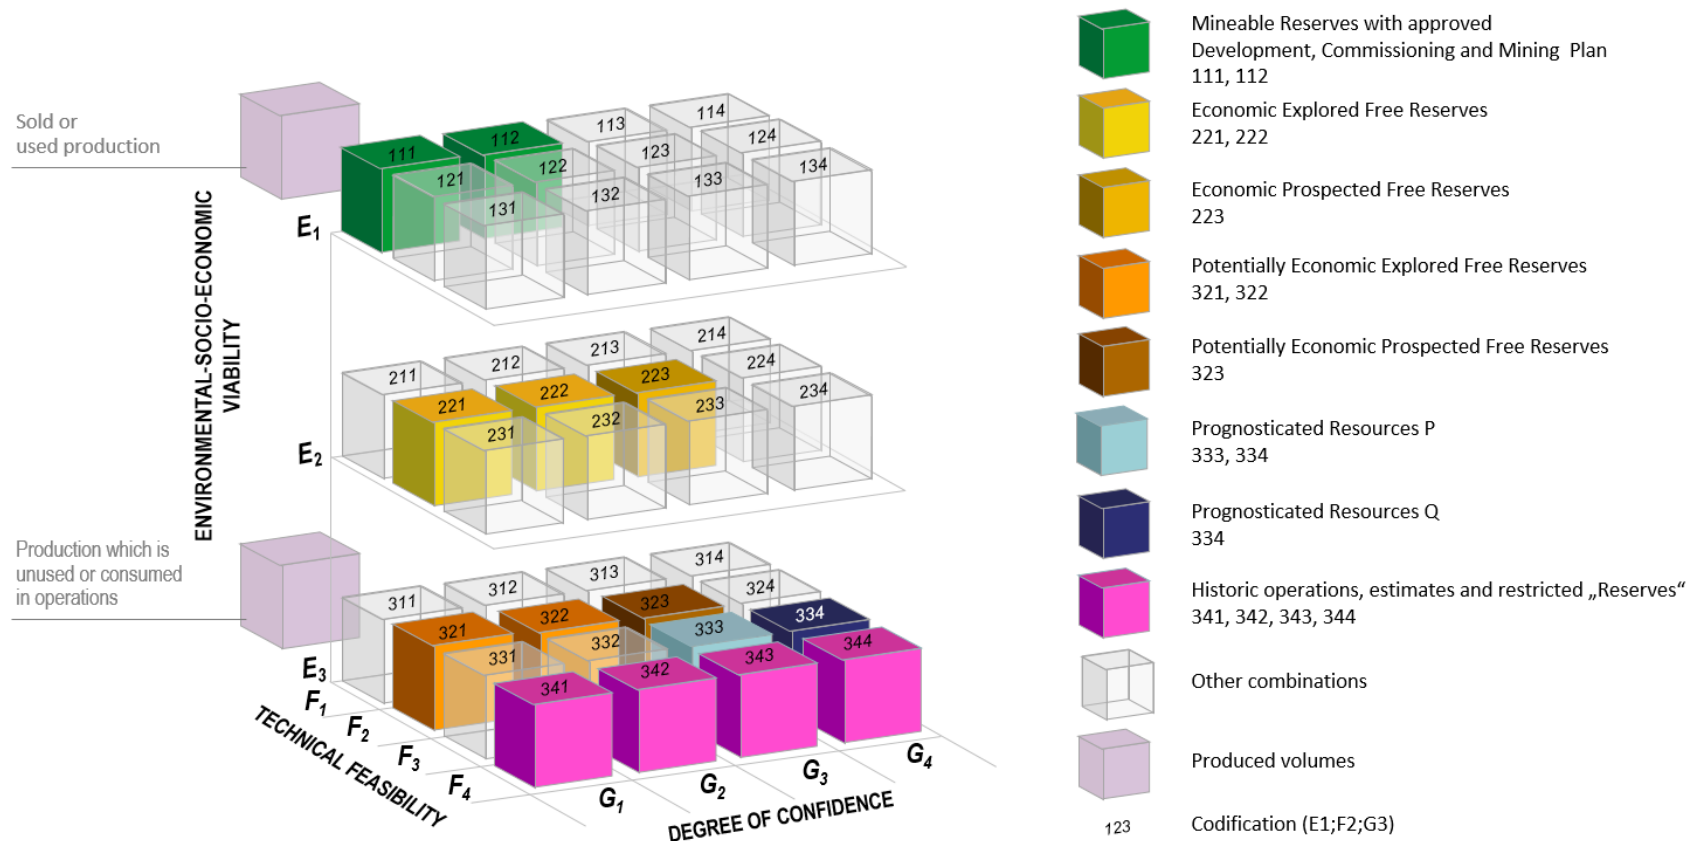 Sold or
used production
ENVIRONMENTAL-SOCIO-ECONOMIC
VIABILITY
E1
111
112
113
114
121
122
123
124
131
132
133
134
E2
211
212
213
214
221
222
223
224
231
232
233
234
Production which is
unused or consumed
in operations
E3
311
312
313
314
321
322
323
324
331
332
333
334
341
342
343
344
F1
F2
F3
F4
TECHNICAL FEASIBILITY
G1
G2
G3
G4
DEGREE OF CONFIDENCE
Mineable Reserves with approved
Development, Commissioning and Mining Plan
111, 112
Economic Explored Free Reserves
221, 222
Economic Prospected Free Reserves
223
Potentially Economic Explored Free Reserves
321, 322
Potentially Economic Prospected Free Reserves
323
Prognosticated Resources P
333, 334
Prognosticated Resources Q
334
Historic operations, estimates and restricted „Reserves“
341, 342, 343, 344
Other combinations
Produced volumes
123
Codification (E1;F2;G3)